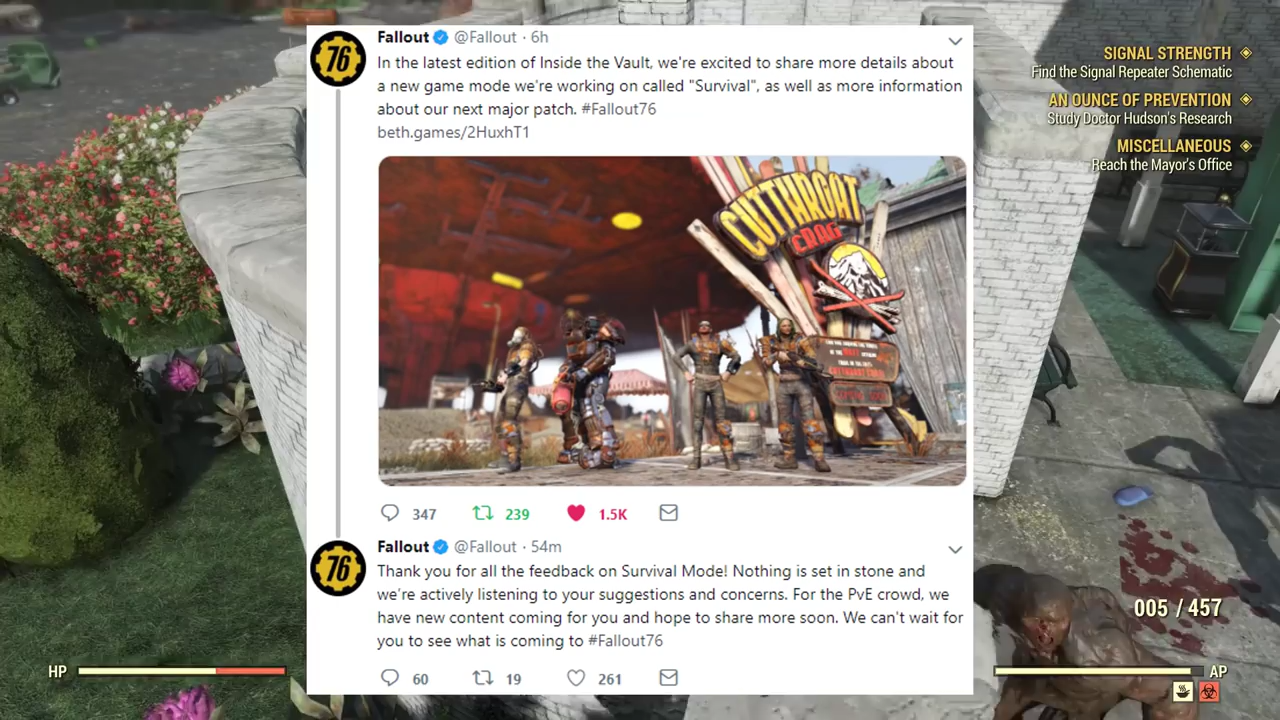 Fallout @Fallout · 6h
In the latest edition of Inside the Vault, we're excited to share more details about
a new game mode we're working on called "Survival", as well as more information
about our next major patch. #Fallout76
beth.games/2HuxhT1
76
CUTTHROAT
CRAG
347 239 1.5K
Fallout @Fallout · 54m
Thank you for all the feedback on Survival Mode! Nothing is set in stone and
we're actively listening to your suggestions and concerns. For the PvE crowd, we
have new content coming for you and hope to share more soon. We can't wait for
you to see what is coming to #Fallout76
76
60 19 261
SIGNAL STRENGTH
Find the Signal Repeater Schematic
AN OUNCE OF PREVENTION
Study Doctor Hudson's Research
MISCELLANEOUS
Reach the Mayor's Office
005 / 457
HP
AP